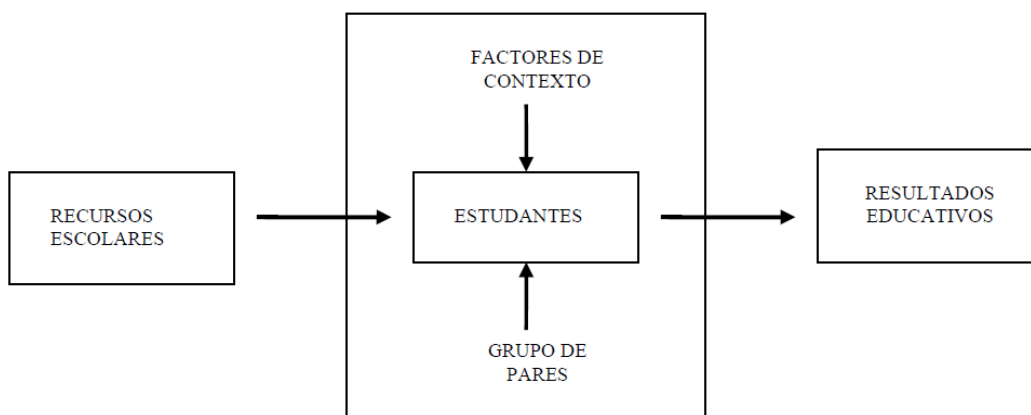 FACTORES DE
CONTEXTO
RECURSOS
ESCOLARES
ESTUDANTES
RESULTADOS
EDUCATIVOS
GRUPO DE
PARES